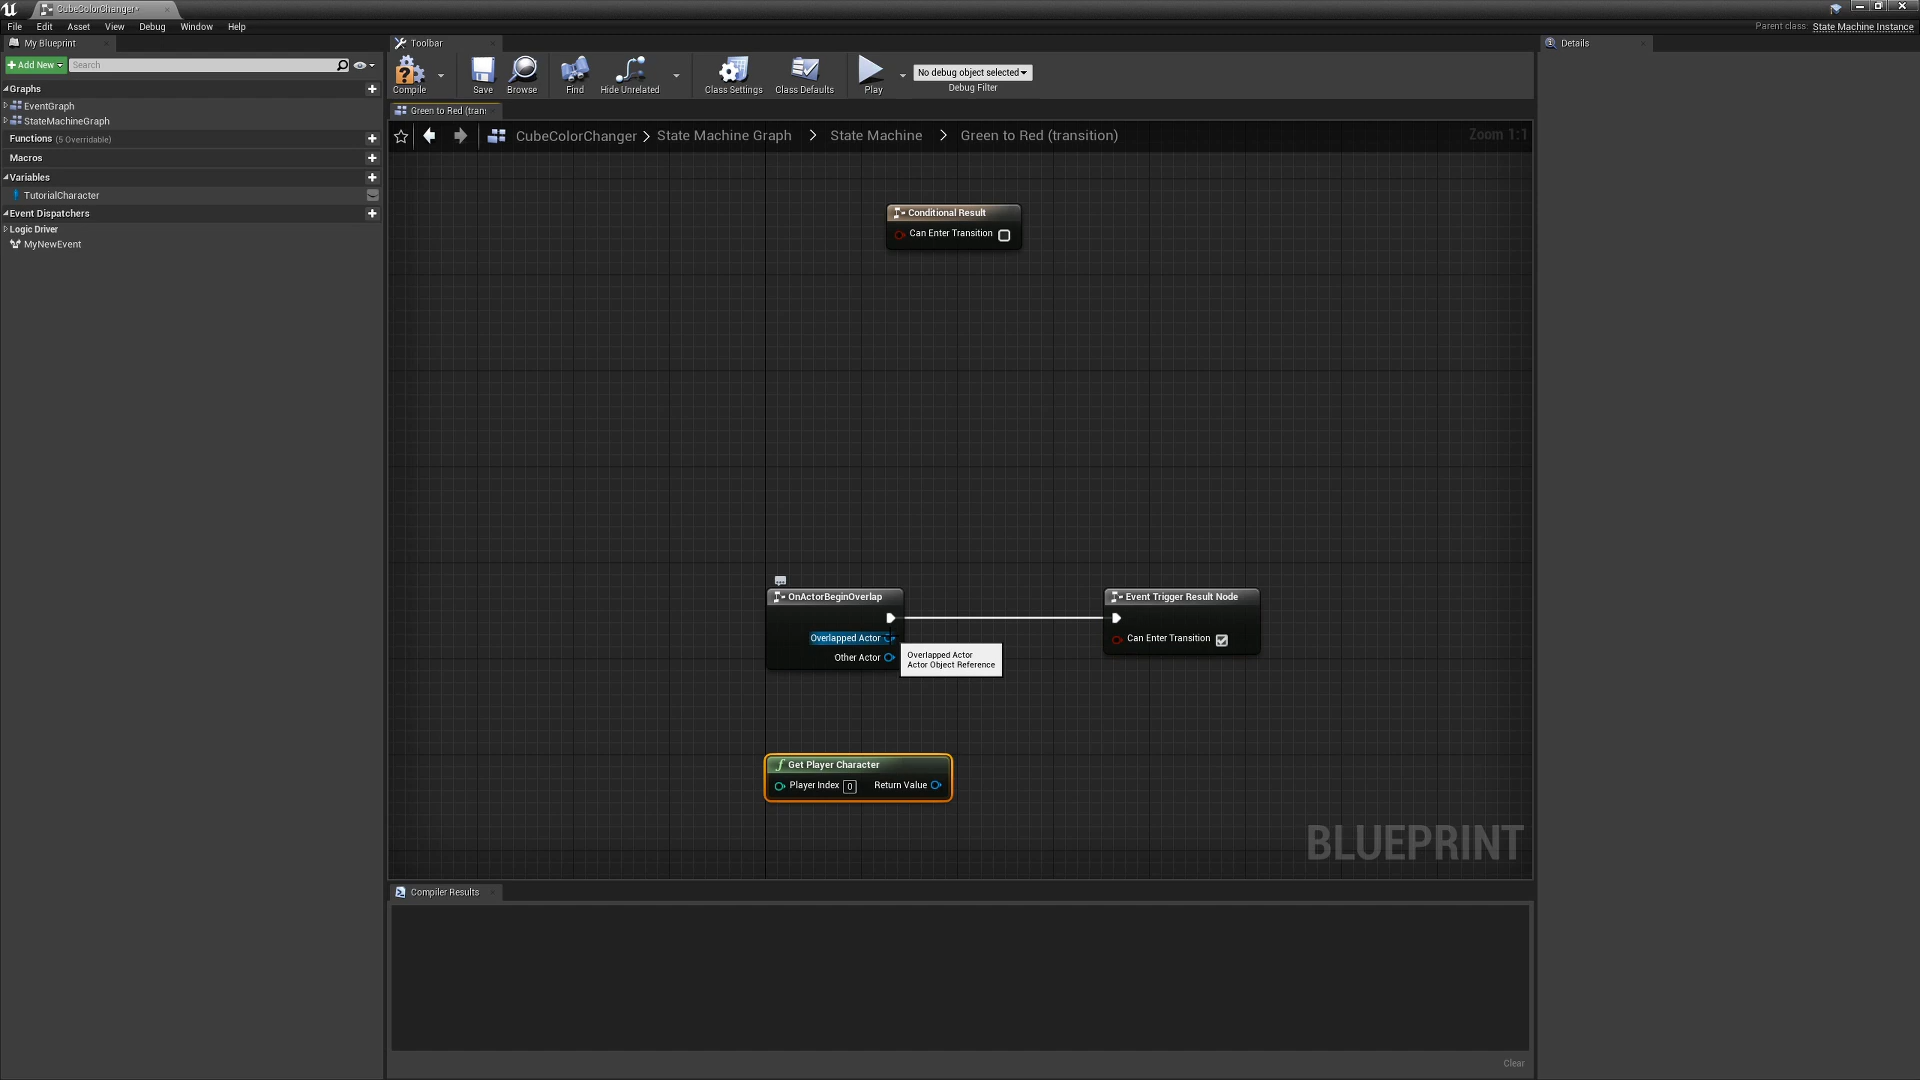 CubeColorChanger*
File Edit Asset View Debug Window Help
Parent class: State Machine Instance
My Blueprint
Toolbar
Details
Add New
Search
Compile
Save
Browse
Find
Hide Unrelated
Class Settings
Class Defaults
Play
No debug object selected
Debug Filter
Graphs
EventGraph
StateMachineGraph
Functions (5 Overridable)
Macros
Variables
TutorialCharacter
Event Dispatchers
Logic Driver
MyNewEvent
Green to Red (tran
CubeColorChanger > State Machine Graph > State Machine > Green to Red (transition)
Zoom 1:1
Conditional Result
Can Enter Transition
OnActorBeginOverlap
Overlapped Actor
Other Actor
Overlapped Actor
Actor Object Reference
Event Trigger Result Node
Can Enter Transition
Get Player Character
Player Index 0 Return Value
BLUEPRINT
Compiler Results
Clear